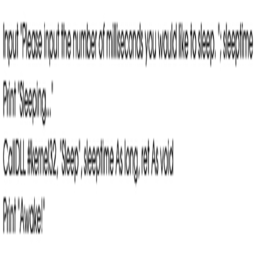 Input "Please input the number of milliseconds you would like to sleep. "; sleeptime
Print "Sleeping..."
CallDLL #kernel32, "Sleep", sleeptime As long, ret As void
Print "Awake!"